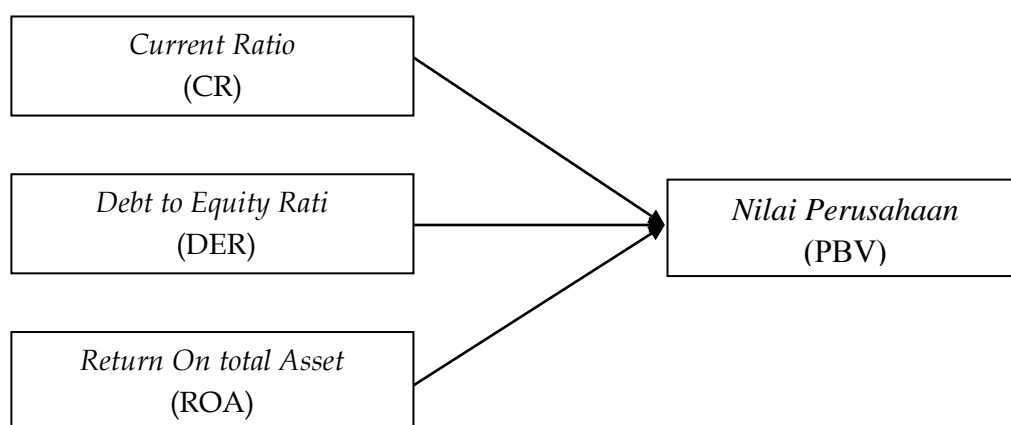 Current Ratio
(CR)
Debt to Equity Rati
(DER)
Nilai Perusahaan
(PBV)
Return On total Asset
(ROA)